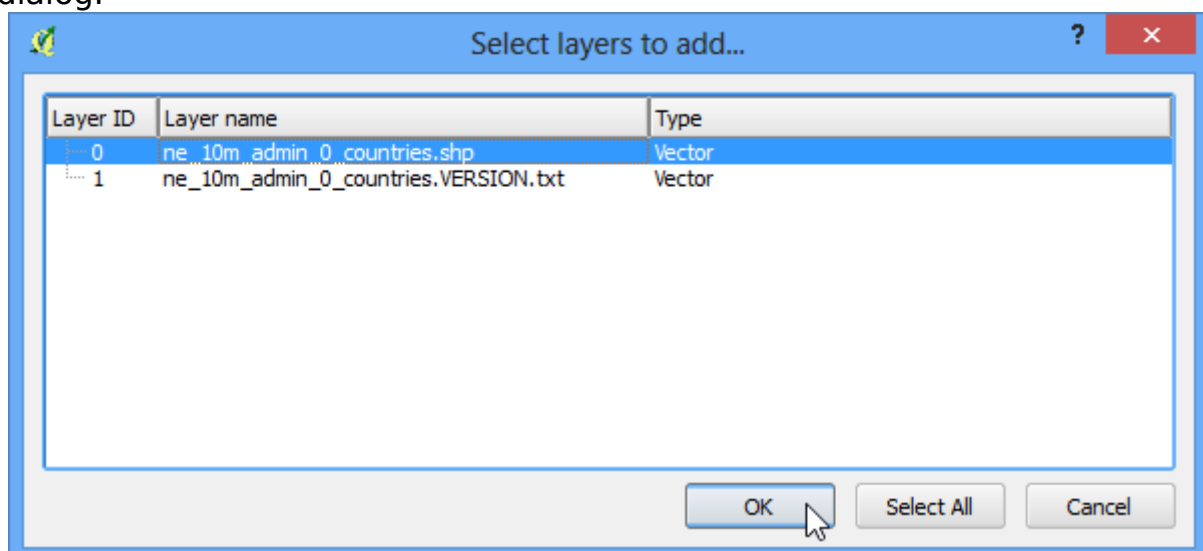 dialog.
Select layers to add...
?
Layer ID Layer name Type
0 ne_10m_admin_0_countries.shp Vector
1 ne_10m_admin_0_countries.VERSION.txt Vector
OK Select All Cancel